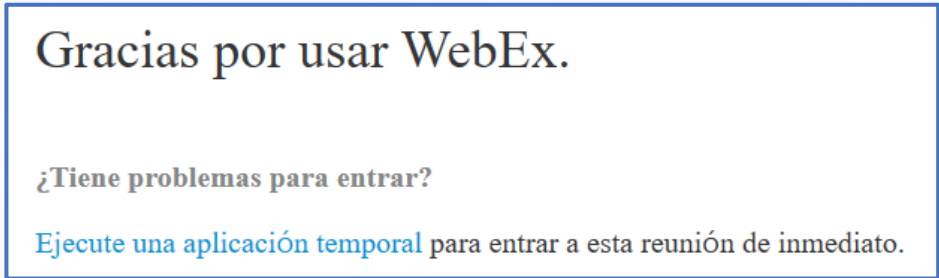 Gracias por usar WebEx.
¿Tiene problemas para entrar?
Ejecute una aplicación temporal para entrar a esta reunión de inmediato.